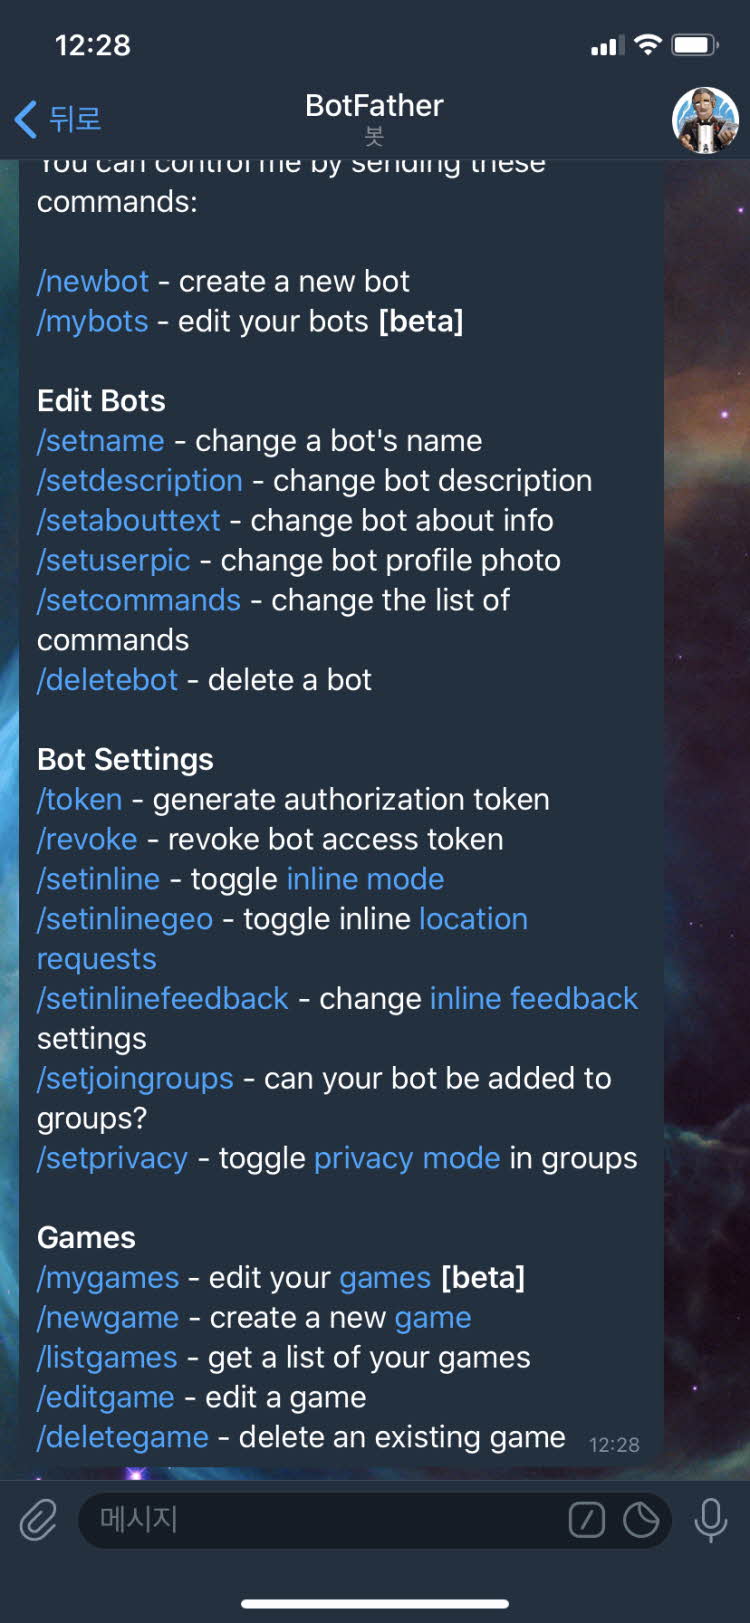 12:28
뒤로
BotFather
봇
You can control me by sending these
commands:
/newbot - create a new bot
/mybots - edit your bots [beta]
Edit Bots
/setname - change a bot's name
/setdescription - change bot description
/setabouttext - change bot about info
/setuserpic - change bot profile photo
/setcommands - change the list of
commands
/deletebot - delete a bot
Bot Settings
/token - generate authorization token
/revoke - revoke bot access token
/setinline - toggle inline mode
/setinlinegeo - toggle inline location
requests
/setinlinefeedback - change inline feedback
settings
/setjoingroups - can your bot be added to
groups?
/setprivacy - toggle privacy mode in groups
Games
/mygames - edit your games [beta]
/newgame - create a new game
/listgames - get a list of your games
/editgame - edit a game
/deletegame - delete an existing game 12:28
메시지